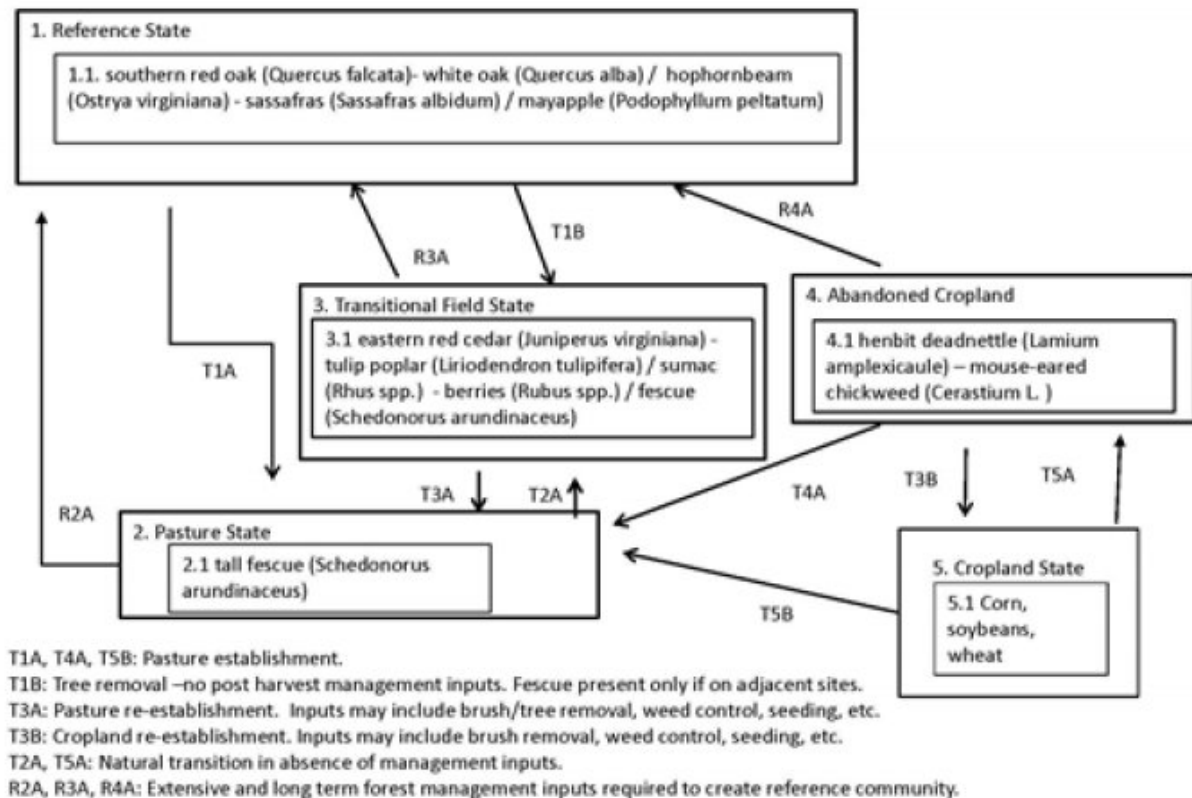 1. Reference State
1.1. southern red oak (Quercus falcata)- white oak (Quercus alba) / hophornbeam
(Ostrya virginiana) - sassafras (Sassafras albidum) / mayapple (Podophyllum peltatum)
R4A
T1B
R3A
3. Transitional Field State
3.1 eastern red cedar (Juniperus virginiana) -
tulip poplar (Liriodendron tulipifera) / sumac
(Rhus spp.) - berries (Rubus spp.) / fescue
(Schedonorus arundinaceus)
4. Abandoned Cropland
4.1 henbit deadnettle (Lamium
amplexicaule) – mouse-eared
chickweed (Cerastium L. )
T1A
T3A
T2A
T4A
T3B
T5A
R2A
2. Pasture State
2.1 tall fescue (Schedonorus
arundinaceus)
T5B
5. Cropland State
5.1 Corn,
soybeans,
wheat
T1A, T4A, T5B: Pasture establishment.
T1B: Tree removal –no post harvest management inputs. Fescue present only if on adjacent sites.
T3A: Pasture re-establishment. Inputs may include brush/tree removal, weed control, seeding, etc.
T3B: Cropland re-establishment. Inputs may include brush removal, weed control, seeding, etc.
T2A, T5A: Natural transition in absence of management inputs.
R2A, R3A, R4A: Extensive and long term forest management inputs required to create reference community.